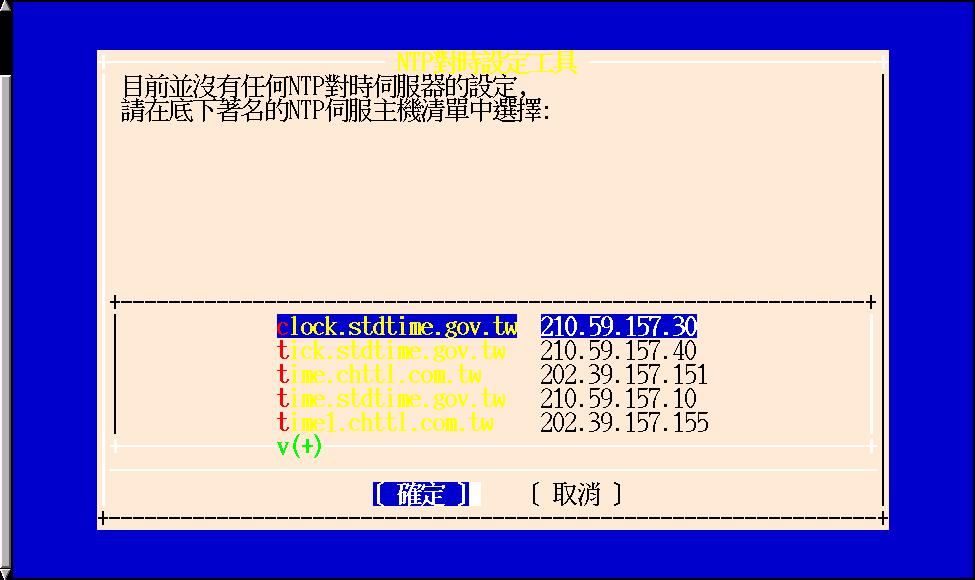 NTP對時設定工具
目前並沒有任何NTP對時伺服器的設定,
請在底下著名的NTP伺服主機清單中選擇:
clock.stdtime.gov.tw 210.59.157.30
tick.stdtime.gov.tw 210.59.157.40
time.chttl.com.tw 202.39.157.151
time.stdtime.gov.tw 210.59.157.10
time1.chttl.com.tw 202.39.157.155
v(+)
[ 確定 ] [ 取消 ]